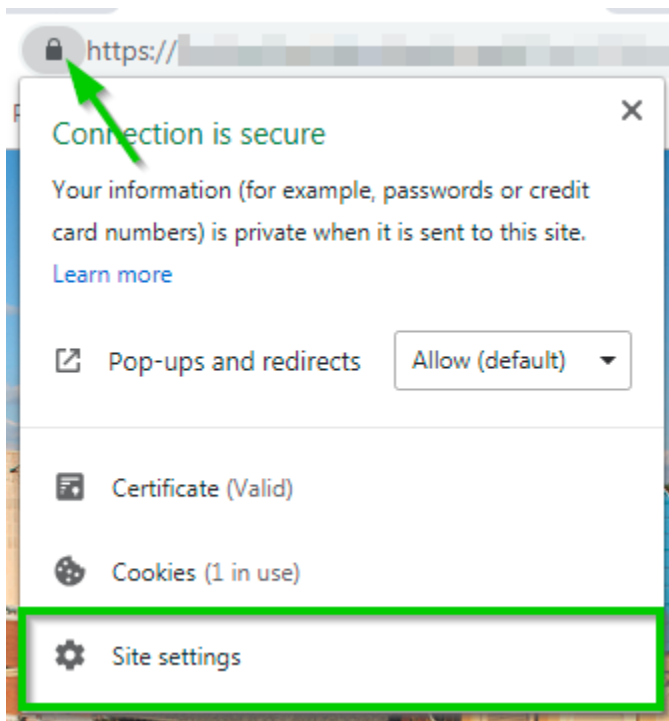 https://
Connection is secure
Your information (for example, passwords or credit
card numbers) is private when it is sent to this site.
Learn more
Pop-ups and redirects Allow (default)
Certificate (Valid)
Cookies (1 in use)
Site settings